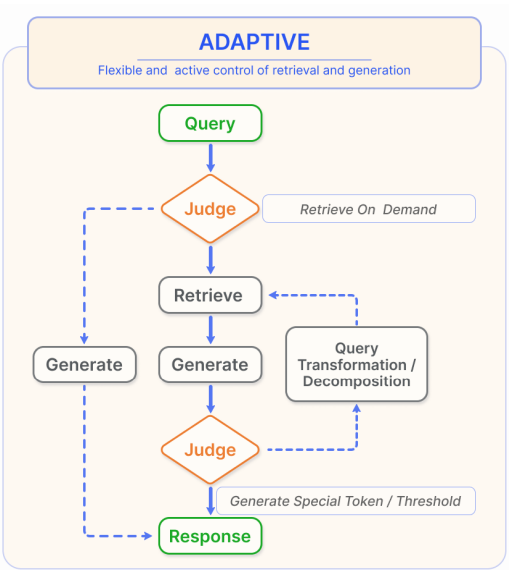 ADAPTIVE
Flexible and active control of retrieval and generation
Query
Judge
Retrieve On Demand
Retrieve
Generate
Generate
Query
Transformation /
Decomposition
Judge
Generate Special Token / Threshold
Response